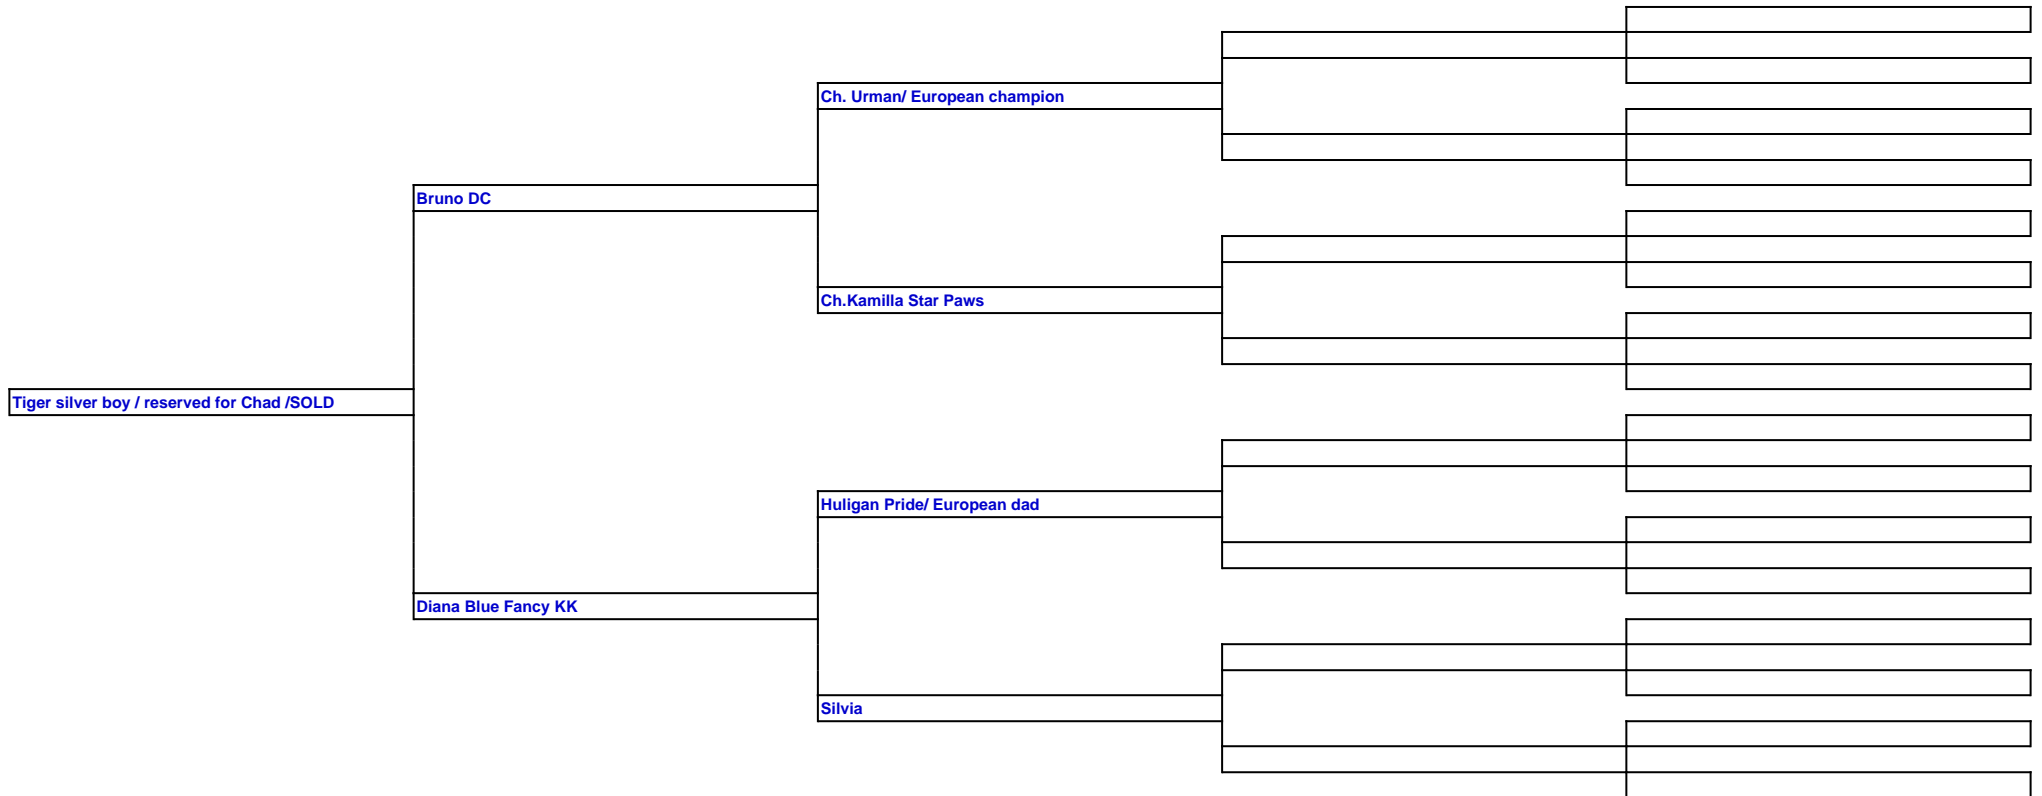 Ch. Urman/ European champion
Bruno DC
Ch.Kamilla Star Paws
Tiger silver boy / reserved for Chad /SOLD
Huligan Pride/ European dad
Diana Blue Fancy KK
Silvia